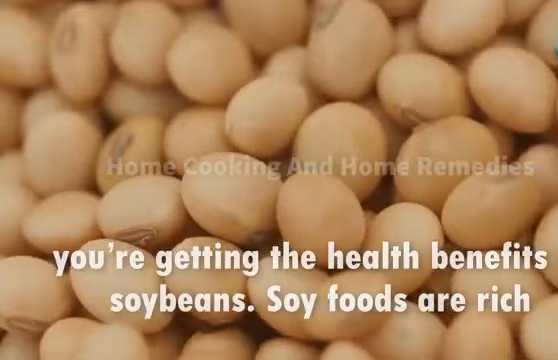 Home Cooking And Home Remedies
you're getting the health benefits
soybeans. Soy foods are rich